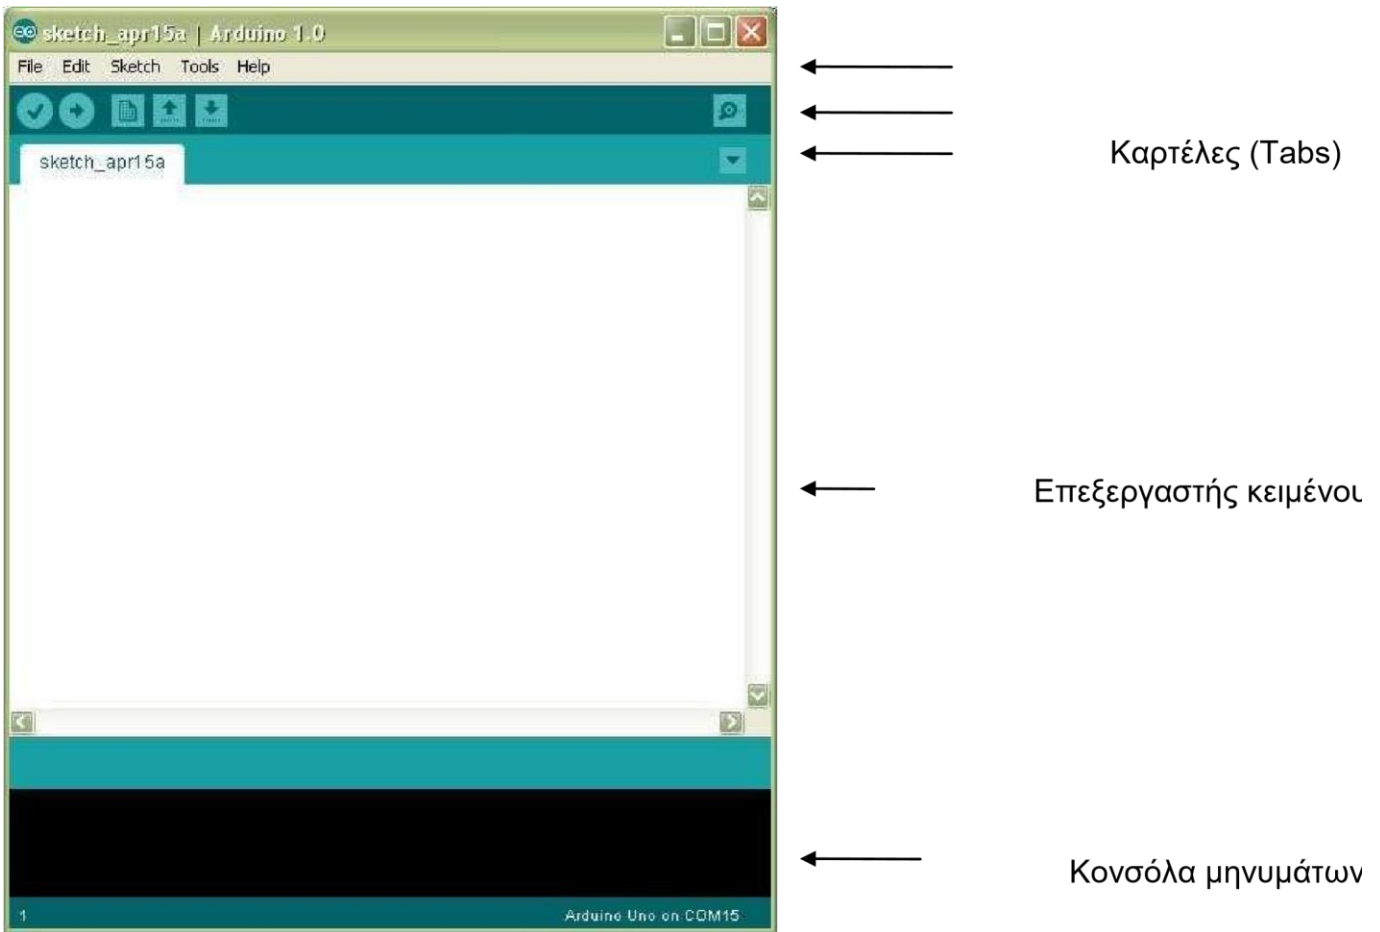 sketch_apr15a | Arduino 1.0
File Edit Sketch Tools Help
sketch_apr15a
Καρτέλες (Tabs)
Επεξεργαστής κειμένου
Κονσόλα μηνυμάτων
1
Arduino Uno on COM15